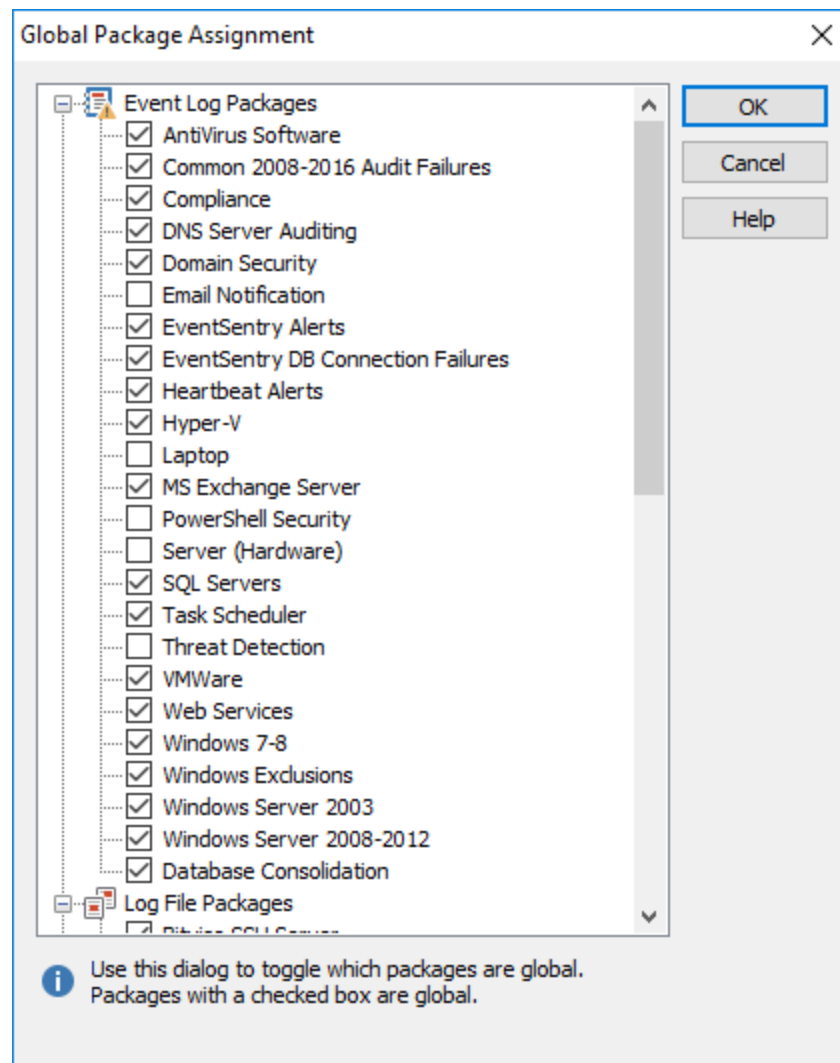 Global Package Assignment
Event Log Packages
AntiVirus Software
Common 2008-2016 Audit Failures
Compliance
DNS Server Auditing
Domain Security
Email Notification
EventSentry Alerts
EventSentry DB Connection Failures
Heartbeat Alerts
Hyper-V
Laptop
MS Exchange Server
PowerShell Security
Server (Hardware)
SQL Servers
Task Scheduler
Threat Detection
VMWare
Web Services
Windows 7-8
Windows Exclusions
Windows Server 2003
Windows Server 2008-2012
Database Consolidation
Log File Packages
OK
Cancel
Help
Use this dialog to toggle which packages are global.
Packages with a checked box are global.